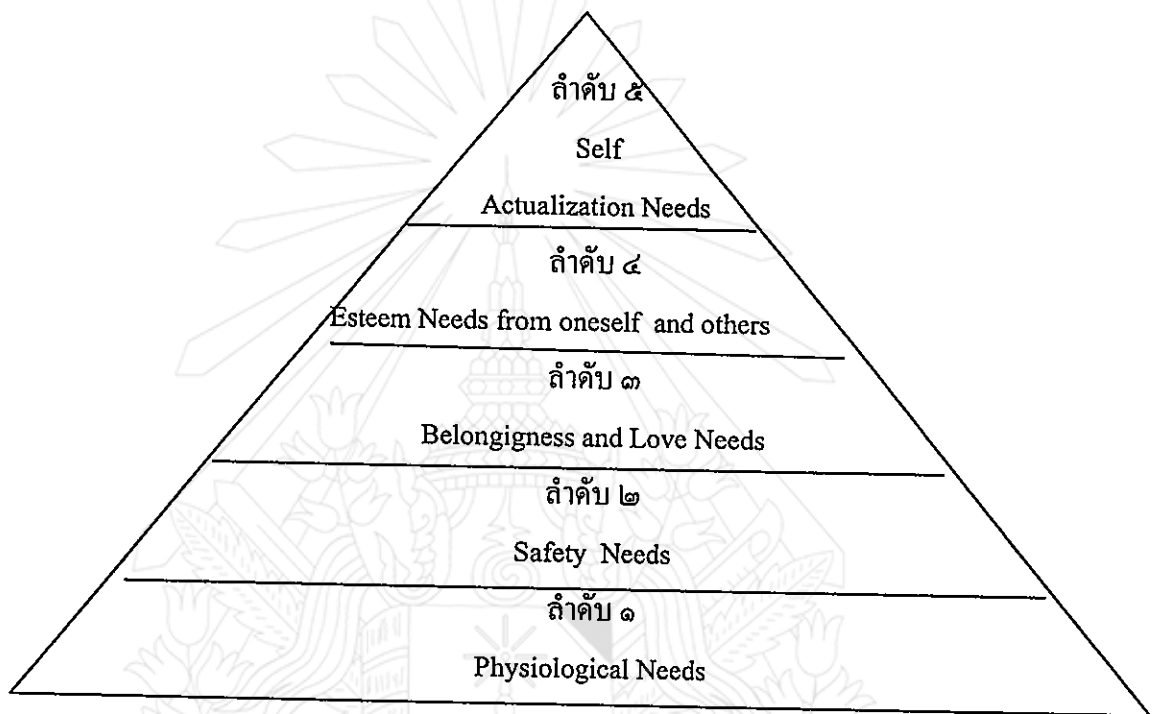 ลำดับ ๕
Self
Actualization Needs
ลำดับ ๔
Esteem Needs from oneself and others
ลำดับ ๓
Belongigness and Love Needs
ลำดับ ๒
Safety Needs
ลำดับ ๑
Physiological Needs